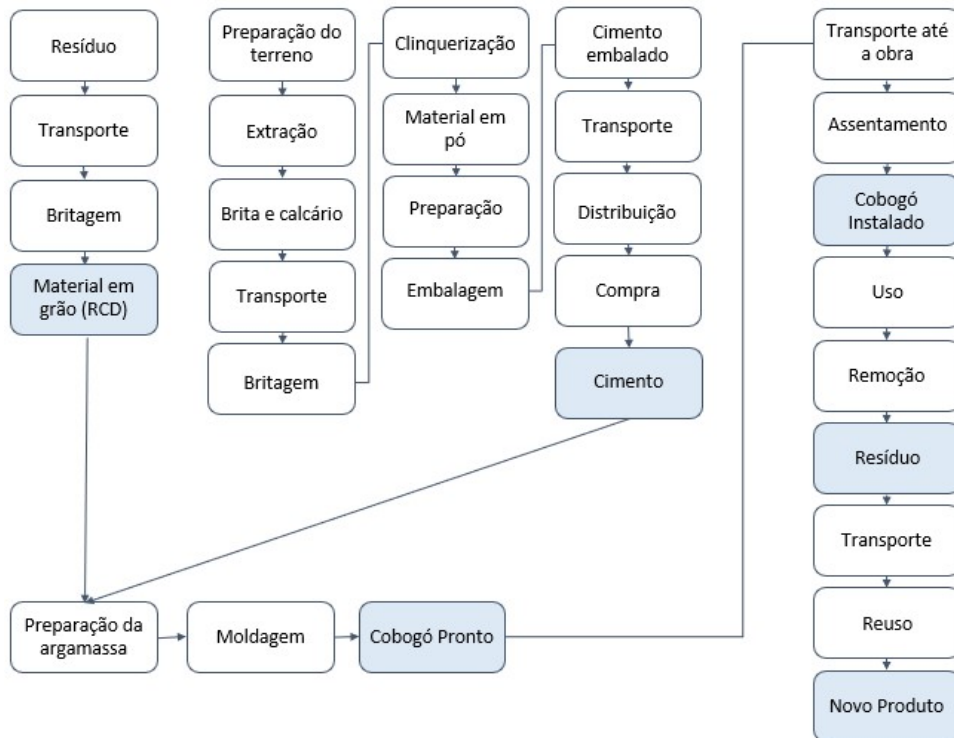 Resíduo
Transporte
Britagem
Material em
grão (RCD)
Preparação do
terreno
Extração
Brita e calcário
Transporte
Britagem
Clinquerização
Material em
pó
Preparação
Embalagem
Cimento
embalado
Transporte
Distribuição
Compra
Cimento
Preparação da
argamassa
Moldagem
Cobogó Pronto
Transporte até
a obra
Assentamento
Cobogó
Instalado
Uso
Remoção
Resíduo
Transporte
Reuso
Novo Produto